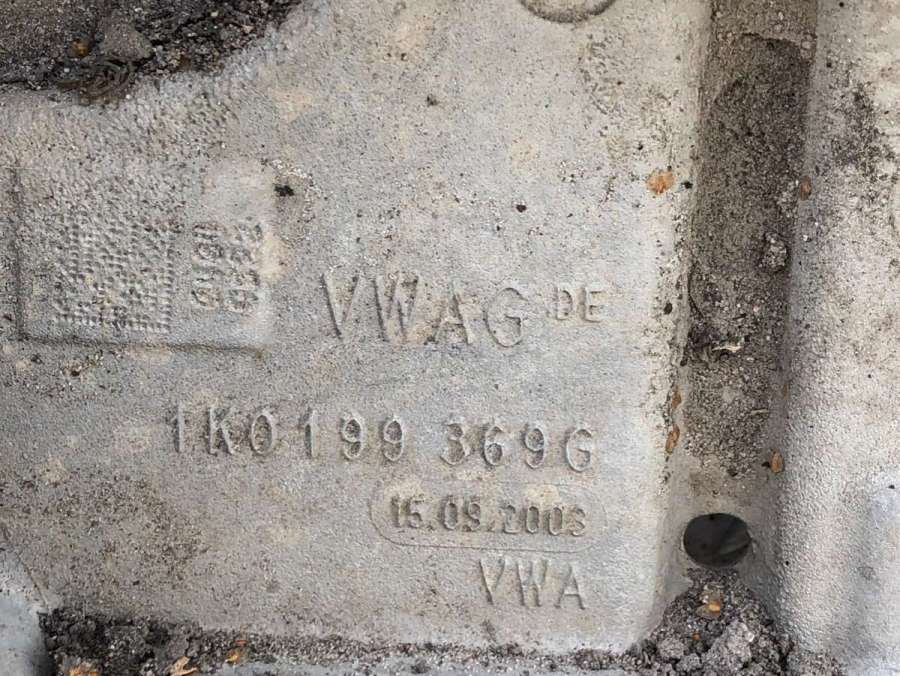 VWAG DE
1K0199 369G
15.09.2003
VWA